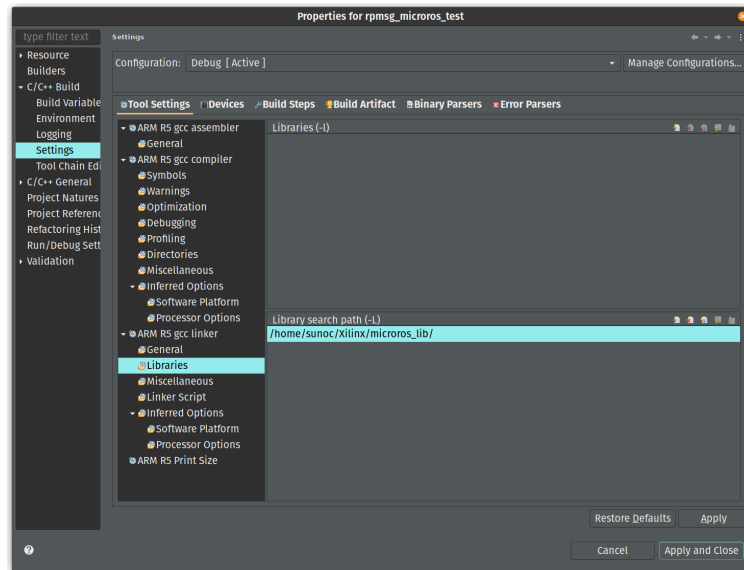 Properties for rpmsg_microros_test
type filter text
Settings
Resource
Builders
C/C++ Build
Build Variable
Environment
Logging
Settings
Tool Chain Edi
C/C++ General
Project Natures
Project Referenc
Refactoring Hist
Run/Debug Sett
Validation
Configuration: Debug [ Active ]
Manage Configurations...
Tool Settings Devices Build Steps Build Artifact Binary Parsers Error Parsers
ARM R5 gcc assembler
General
ARM R5 gcc compiler
Symbols
Warnings
Optimization
Debugging
Profiling
Directories
Miscellaneous
Inferred Options
Software Platform
Processor Options
ARM R5 gcc linker
General
Libraries
Miscellaneous
Linker Script
Inferred Options
Software Platform
Processor Options
ARM R5 Print Size
Libraries (-l)
Library search path (-L)
/home/sunoc/Xilinx/microros_lib/
Restore Defaults Apply
? Cancel Apply and Close